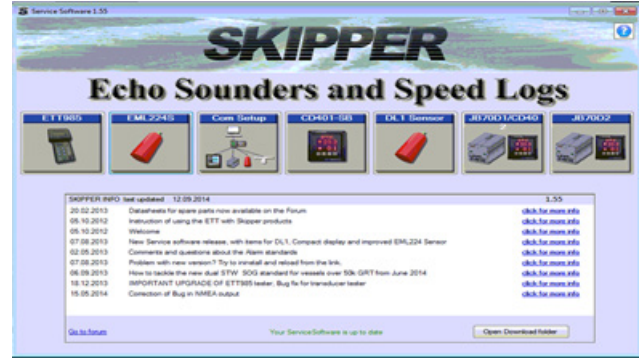 Service Software 1.55
SKIPPER
Echo Sounders and Speed Logs
ETT985 EML224S Com Setup CD401-SB DL1 Sensor JB70D1/CD40 JB70D2
2
SKIPPER INFO last updated 12.09.2014 1.55
20.02.2013 Datasheets for spare parts now available on the Forum click for more info
05.10.2012 Instruction of using the ETT with Skipper products click for more info
05.10.2012 Welcome click for more info
07.08.2013 New Service software release, with items for DL1, Compact display and improved EML224 Sensor click for more info
02.05.2013 Comments and questions about the Alarm standards click for more info
07.08.2013 Problem with new version? Try to ininstall and reload from the link. click for more info
06.09.2013 How to tackle the new dual STW SOG standard for vessels over 50k GRT from June 2014 click for more info
18.12.2013 IMPORTANT UPGRADE OF ETT985 tester, Bug fix for transducer tester click for more info
15.05.2014 Correction of Bug in NMEA output click for more info
Go to forum Your ServiceSoftware is up to date Open Download folder